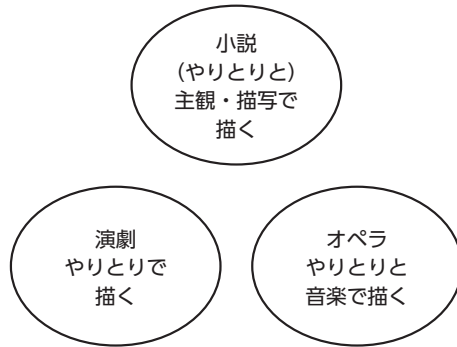 小説
(やりとりと)
主観・描写で
描く
演劇
やりとりで
描く
オペラ
やりとりと
音楽で描く